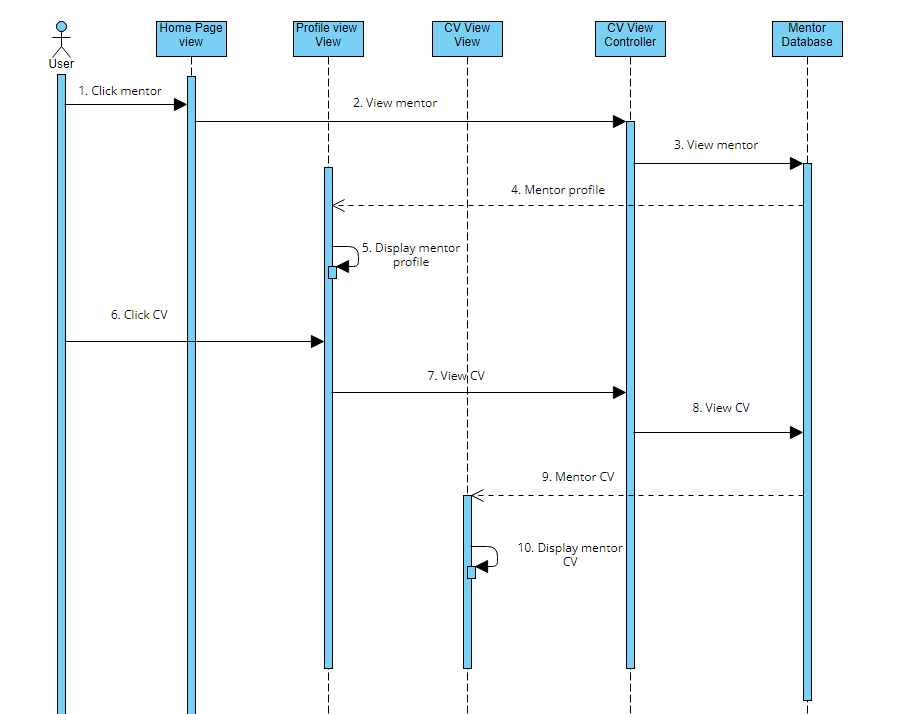 Home Page
view
Profile view
View
CV View
View
CV View
Controller
Mentor
Database
User
1. Click mentor
2. View mentor
3. View mentor
4. Mentor profile
5. Display mentor
profile
6. Click CV
7. View CV
8. View CV
9. Mentor CV
10. Display mentor
CV